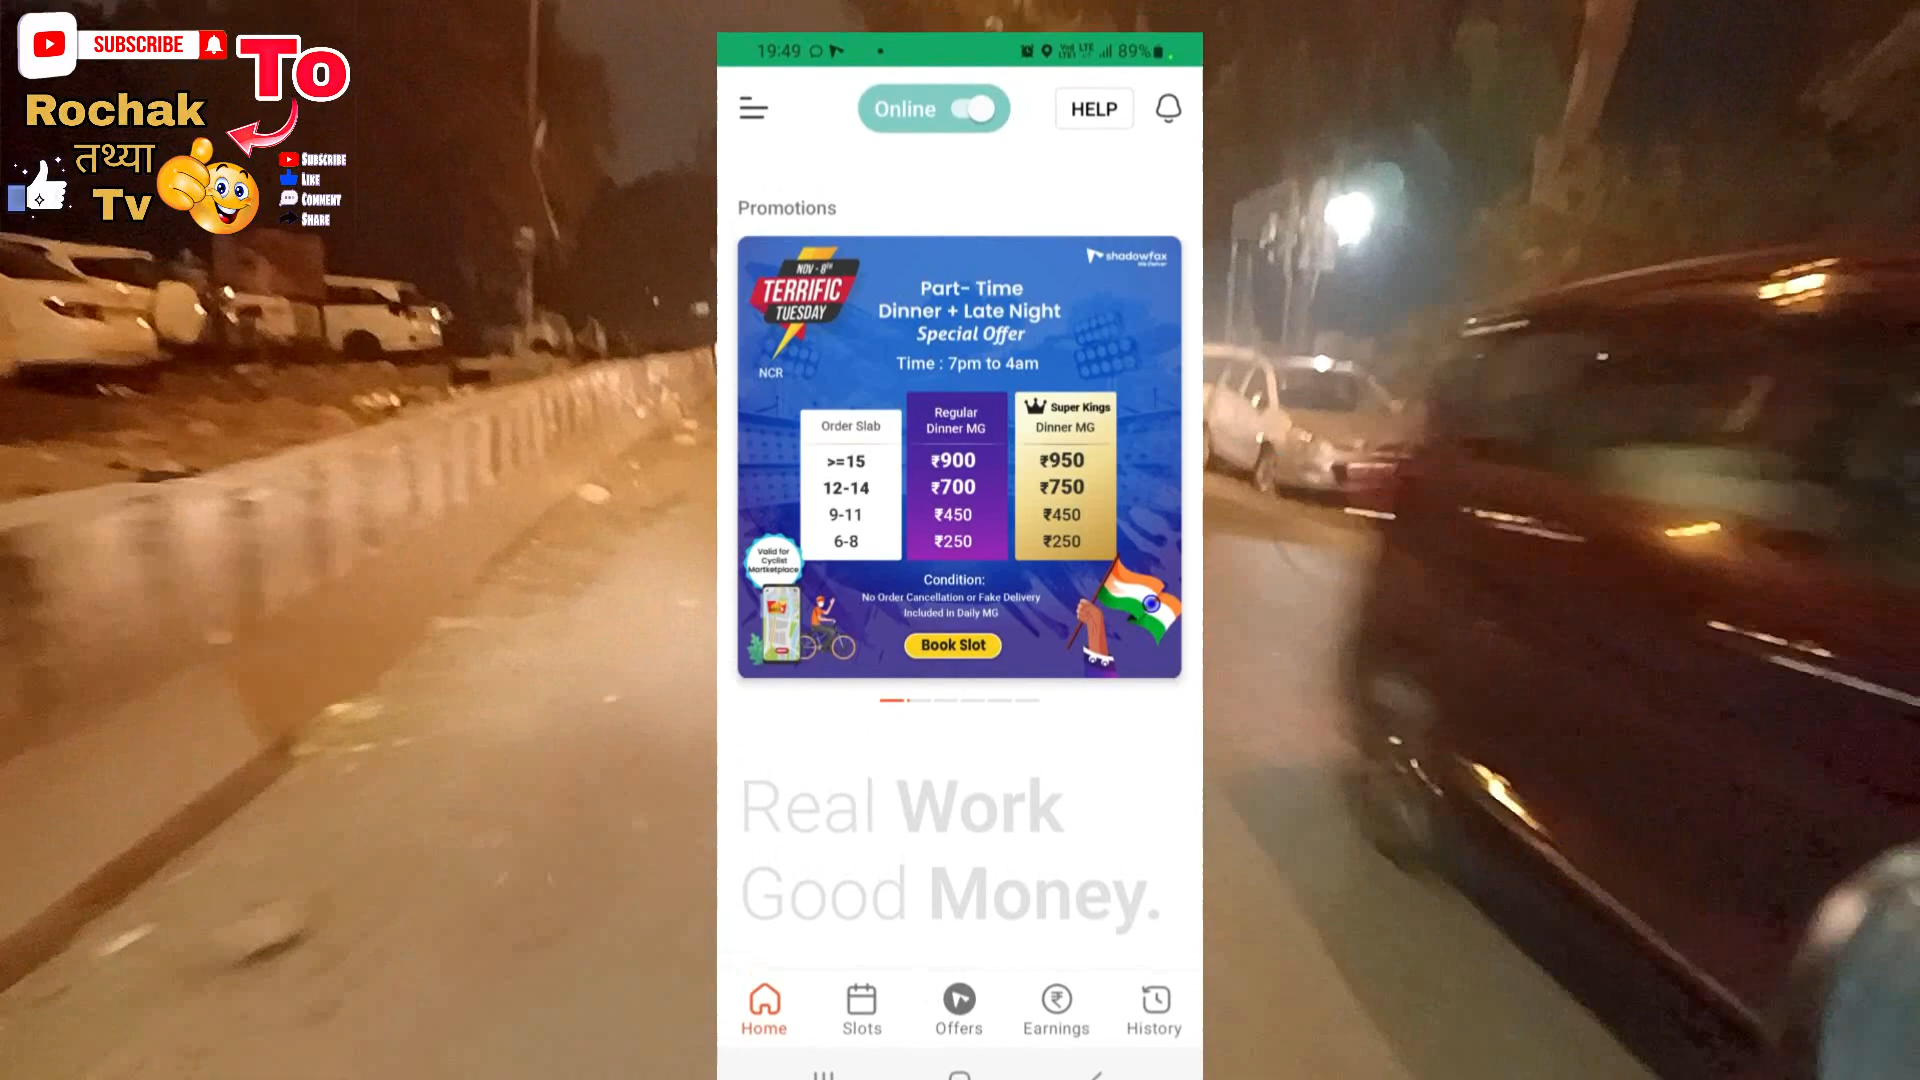 SUBSCRIBE
To
Rochak
तथ्या
Tv
SUBSCRIBE
LIKE
COMMENT
SHARE
19:49
89%
Online
HELP
Promotions
NOV - 8TH
TERRIFIC
TUESDAY
NCR
shadowfax
We Deliver
Part- Time
Dinner + Late Night
Special Offer
Time : 7pm to 4am
Order Slab
Regular
Dinner MG
Super Kings
Dinner MG
>=15 ₹900 ₹950
12-14 ₹700 ₹750
9-11 ₹450 ₹450
6-8 ₹250 ₹250
Valid for
Cyclist
Martketplace
Condition:
No Order Cancellation or Fake Delivery
Included in Daily MG
Book Slot
Real Work
Good Money.
Home Slots Offers Earnings History